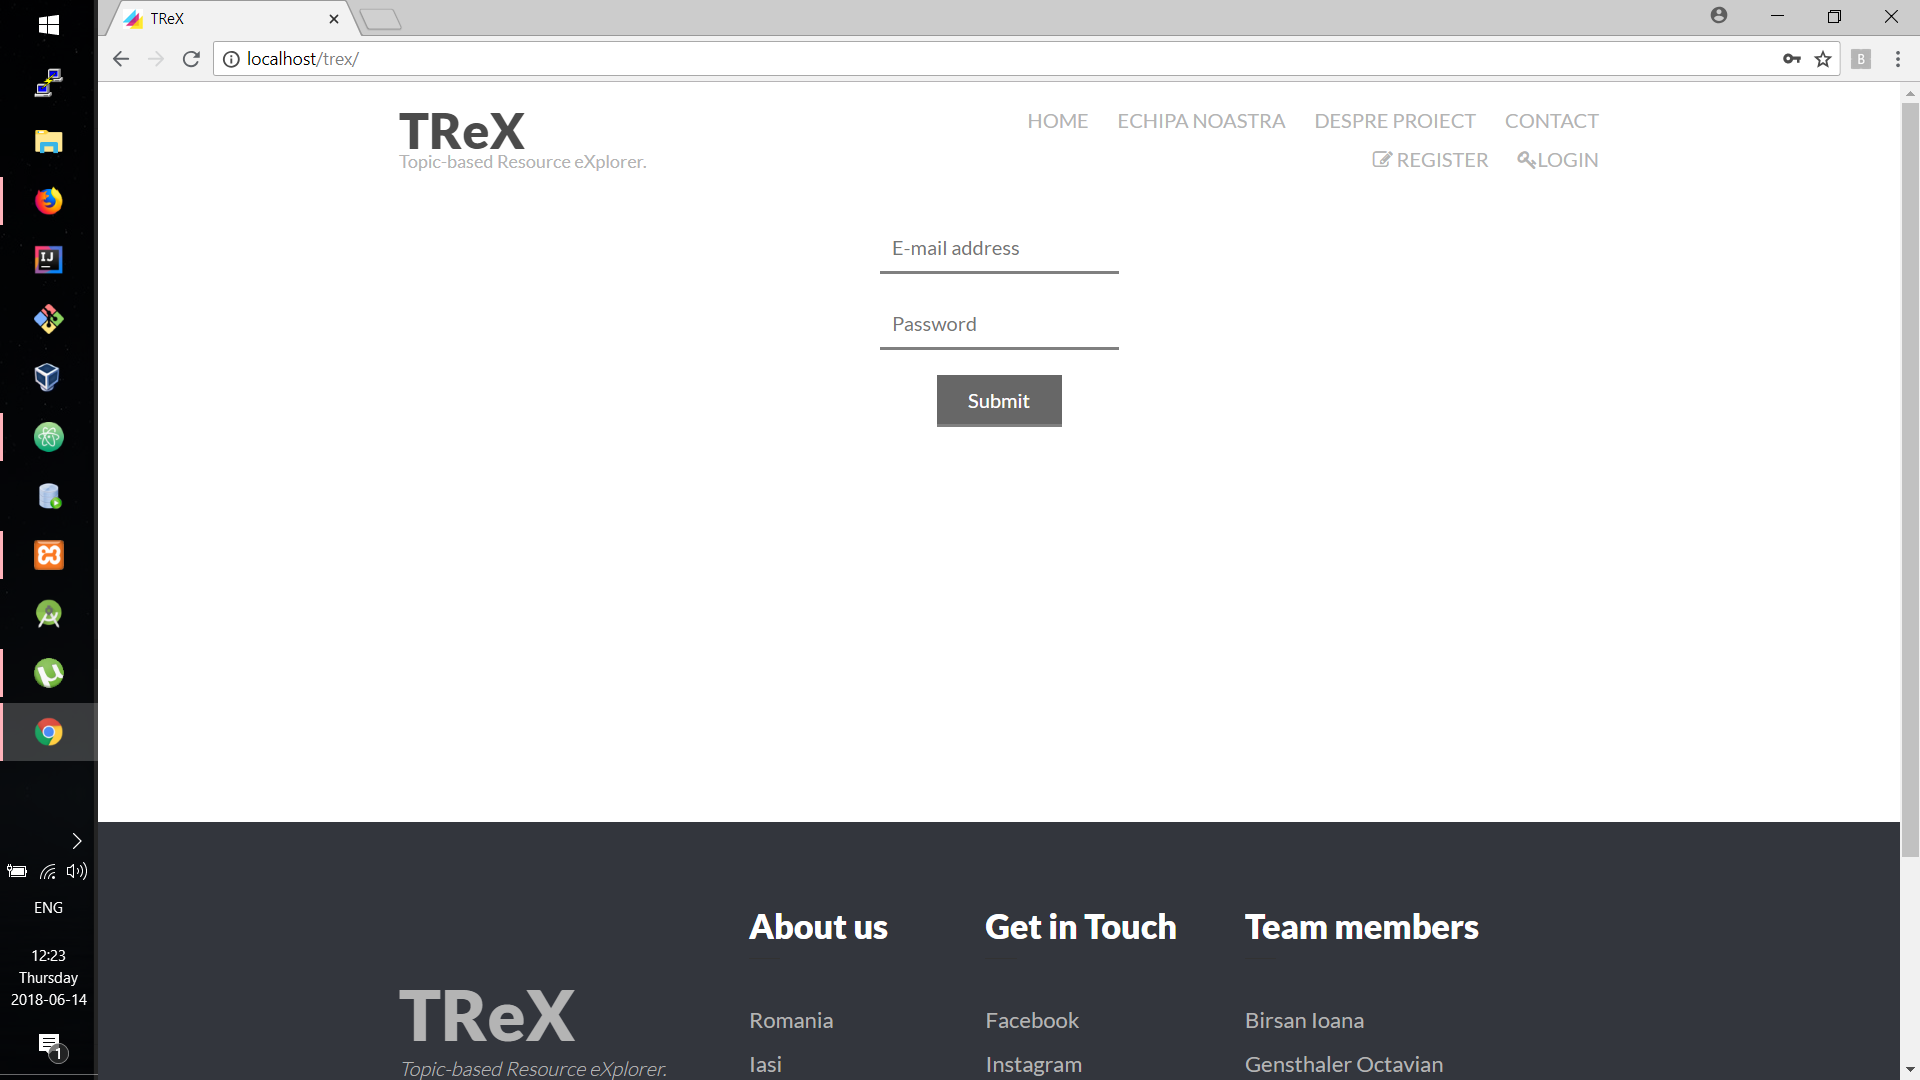 TReX
localhost/trex/
B
TReX
Topic-based Resource eXplorer.
HOME ECHIPA NOASTRA DESPRE PROIECT CONTACT
REGISTER LOGIN
E-mail address
Password
Submit
About us
Get in Touch
Team members
TReX
Topic-based Resource eXplorer.
Romania
Iasi
Facebook
Instagram
Birsan Ioana
Gensthaler Octavian
IJ
ENG
12:23
Thursday
2018-06-14
1